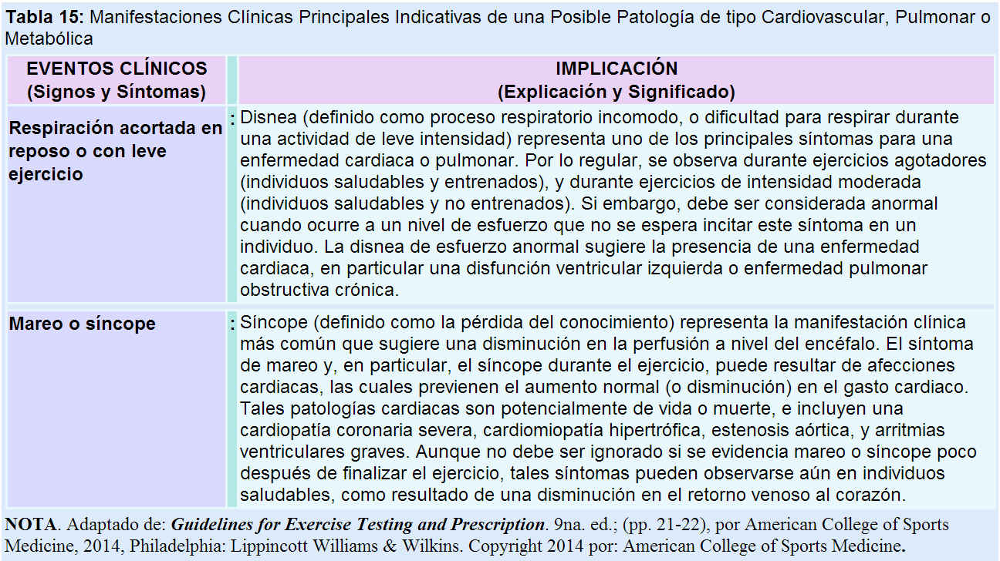 Tabla 15: Manifestaciones Clínicas Principales Indicativas de una Posible Patología de tipo Cardiovascular, Pulmonar o
Metabólica
EVENTOS CLÍNICOS
(Signos y Síntomas)
IMPLICACIÓN
(Explicación y Significado)
Respiración acortada en
reposo o con leve
ejercicio
:
Disnea (definido como proceso respiratorio incomodo, o dificultad para respirar durante
una actividad de leve intensidad) representa uno de los principales síntomas para una
enfermedad cardiaca o pulmonar. Por lo regular, se observa durante ejercicios agotadores
(individuos saludables y entrenados), y durante ejercicios de intensidad moderada
(individuos saludables y no entrenados). Si embargo, debe ser considerada anormal
cuando ocurre a un nivel de esfuerzo que no se espera incitar este síntoma en un
individuo. La disnea de esfuerzo anormal sugiere la presencia de una enfermedad
cardiaca, en particular una disfunción ventricular izquierda o enfermedad pulmonar
obstructiva crónica.
Mareo o síncope
:
Síncope (definido como la pérdida del conocimiento) representa la manifestación clínica
más común que sugiere una disminución en la perfusión a nivel del encéfalo. El síntoma
de mareo y, en particular, el síncope durante el ejercicio, puede resultar de afecciones
cardiacas, las cuales previenen el aumento normal (o disminución) en el gasto cardiaco.
Tales patologías cardiacas son potencialmente de vida o muerte, e incluyen una
cardiopatía coronaria severa, cardiomiopatía hipertrófica, estenosis aórtica, y arritmias
ventriculares graves. Aunque no debe ser ignorado si se evidencia mareo o síncope poco
después de finalizar el ejercicio, tales síntomas pueden observarse aún en individuos
saludables, como resultado de una disminución en el retorno venoso al corazón.
NOTA. Adaptado de: Guidelines for Exercise Testing and Prescription. 9na. ed.; (pp. 21-22), por American College of Sports
Medicine, 2014, Philadelphia: Lippincott Williams & Wilkins. Copyright 2014 por: American College of Sports Medicine.